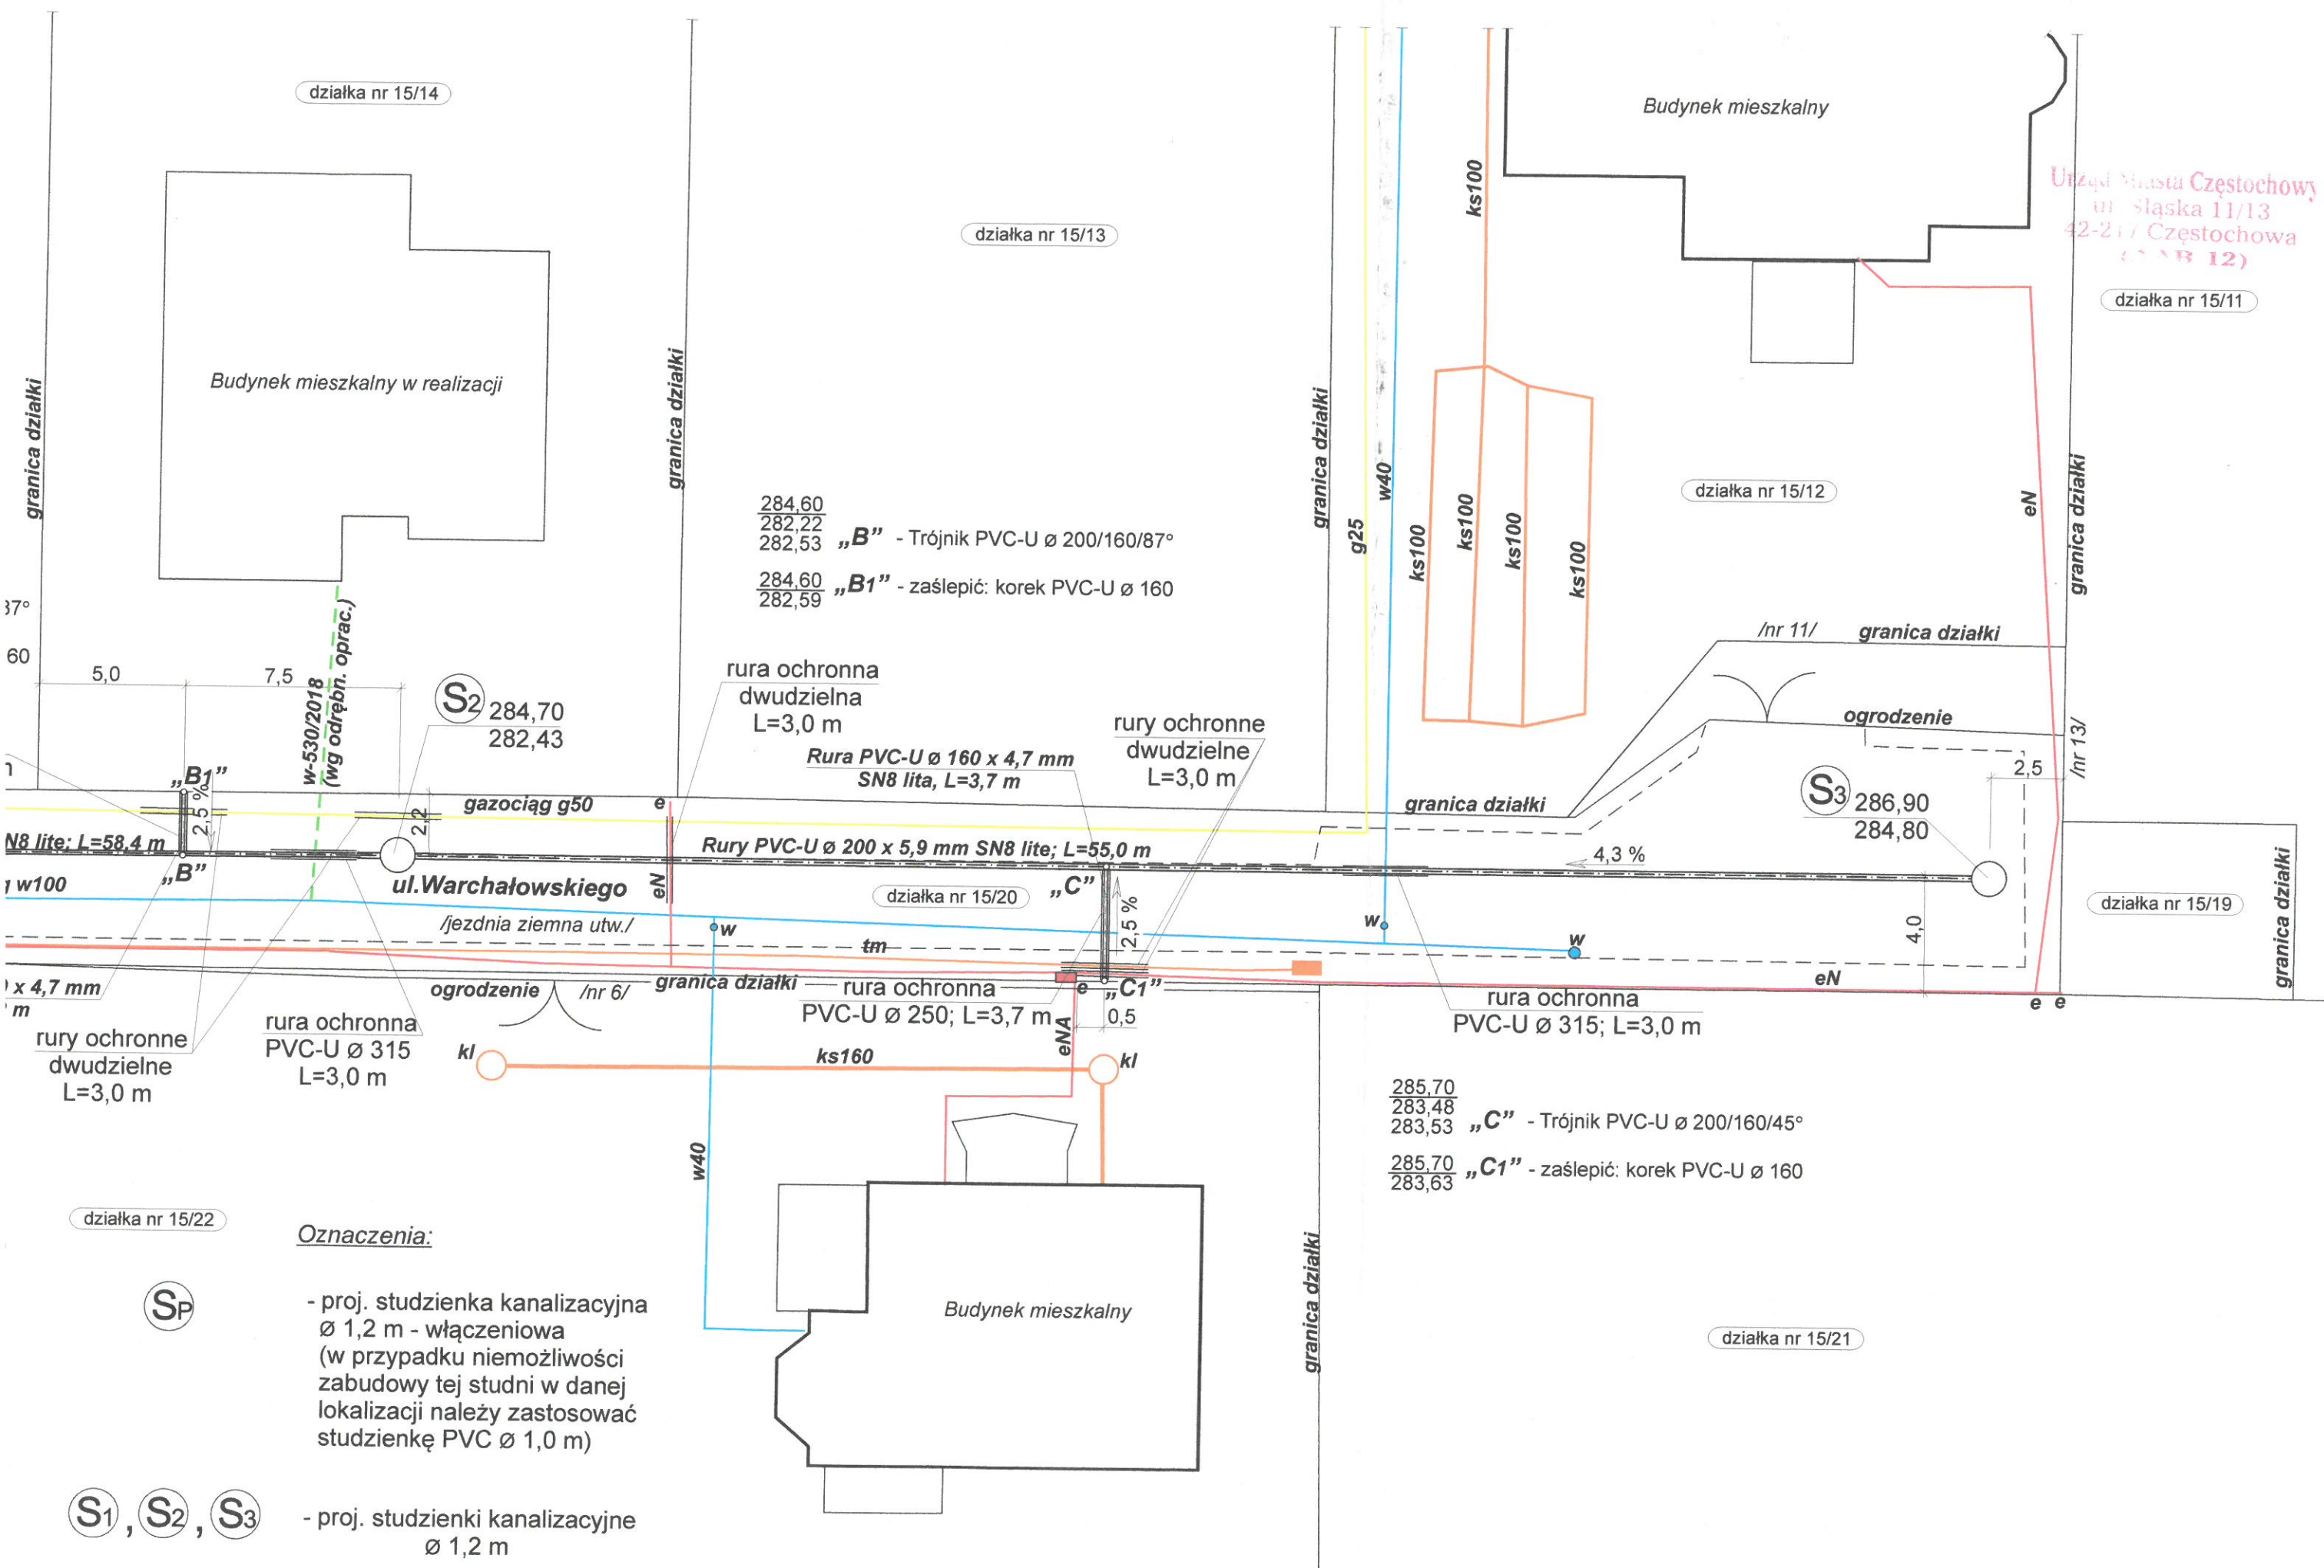 działka nr 15/14
Budynek mieszkalny
Urząd Miasta Częstochowy
ul. Śląska 11/13
42-217 Częstochowa
12)
działka nr 15/11
działka nr 15/13
ks100
granica działki
Budynek mieszkalny w realizacji
granica działki
granica działki
g25
w40
ks100
ks100
ks100
ks100
działka nr 15/12
eN
granica działki
284,60
282,22
282,53 „B” - Trójnik PVC-U ø 200/160/87°
284,60
282,59 „B1” - zaślepić: korek PVC-U ø 160
37°
60
5,0
7,5
w-530/2018
(wg odrębn. oprac.)
S2 284,70
282,43
rura ochronna
dwudzielna
L=3,0 m
Rura PVC-U ø 160 x 4,7 mm
SN8 lita, L=3,7 m
rury ochronne
dwudzielne
L=3,0 m
/nr 11/ granica działki
ogrodzenie
/nr 13/
2,5
S3 286,90
284,80
„B1”
2,5 %
gazociąg g50
e
2,2
granica działki
N8 lite; L=58,4 m
Rury PVC-U ø 200 x 5,9 mm SN8 lite; L=55,0 m
4,3 %
„B”
w100
ul.Warchałowskiego
eN
działka nr 15/20
„C”
2,5 %
działka nr 15/19
granica działki
/jezdnia ziemna utw./
w
tm
w
w
4,0
x 4,7 mm
m
ogrodzenie /nr 6/
granica działki
rura ochronna
PVC-U Ø 250; L=3,7 m
e „C1”
0,5
eNA
rura ochronna
PVC-U ø 315; L=3,0 m
eN
e e
rury ochronne
dwudzielne
L=3,0 m
rura ochronna
PVC-U Ø 315
L=3,0 m
kl
ks160
kl
w40
285,70
283,48
283,53 „C” - Trójnik PVC-U ø 200/160/45°
285,70
283,63 „C1” - zaślepić: korek PVC-U ø 160
działka nr 15/22
Oznaczenia:
SP - proj. studzienka kanalizacyjna
Ø 1,2 m - włączeniowa
(w przypadku niemożliwości
zabudowy tej studni w danej
lokalizacji należy zastosować
studzienkę PVC Ø 1,0 m)
Budynek mieszkalny
granica działki
działka nr 15/21
S1 , S2 , S3 - proj. studzienki kanalizacyjne
Ø 1,2 m